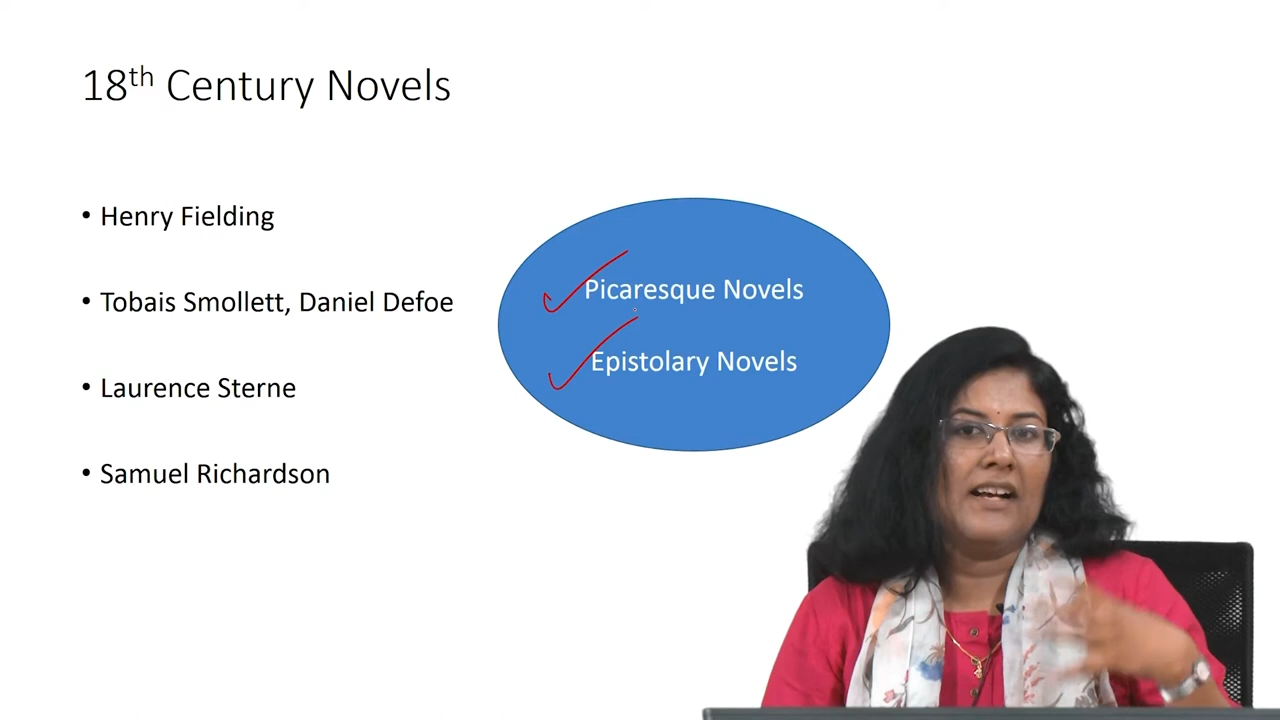 18th Century Novels
• Henry Fielding
• Tobais Smollett, Daniel Defoe
• Laurence Sterne
• Samuel Richardson
Picaresque Novels
Epistolary Novels